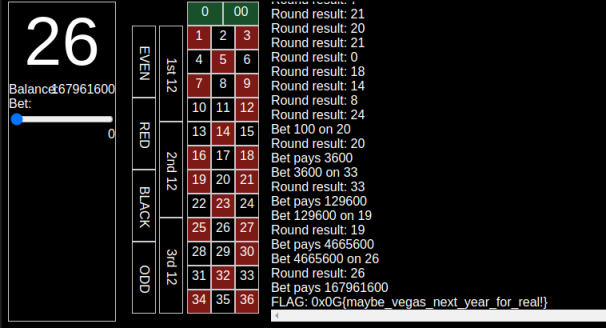 26
Balance:167961600
Bet:
0
EVEN
RED
BLACK
ODD
1st 12
2nd 12
3rd 12
0 00
1 2 3
4 5 6
7 8 9
10 11 12
13 14 15
16 17 18
19 20 21
22 23 24
25 26 27
28 29 30
31 32 33
34 35 36
Round result: 21
Round result: 20
Round result: 21
Round result: 0
Round result: 18
Round result: 14
Round result: 8
Round result: 24
Bet 100 on 20
Round result: 20
Bet pays 3600
Bet 3600 on 33
Round result: 33
Bet pays 129600
Bet 129600 on 19
Round result: 19
Bet pays 4665600
Bet 4665600 on 26
Round result: 26
Bet pays 167961600
FLAG: 0x0G{maybe_vegas_next_year_for_real!}